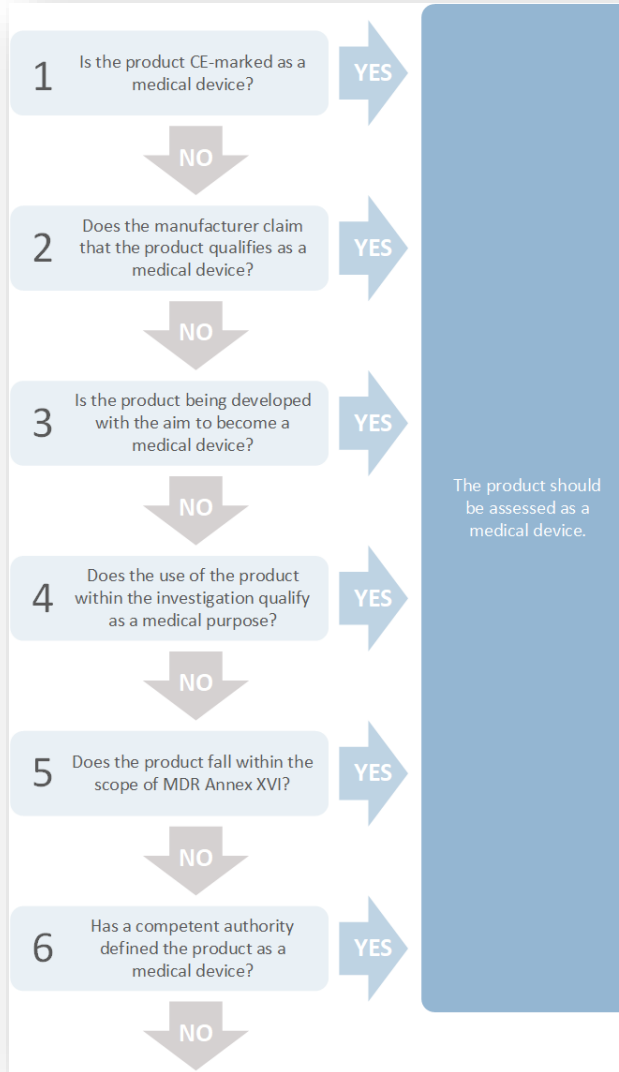 1
Is the product CE-marked as a
medical device?
YES
NO
2
Does the manufacturer claim
that the product qualifies as a
medical device?
YES
NO
3
Is the product being developed
with the aim to become a
medical device?
YES
NO
The product should
be assessed as a
medical device.
4
Does the use of the product
within the investigation qualify
as a medical purpose?
YES
NO
5
Does the product fall within the
scope of MDR Annex XVI?
YES
NO
6
Has a competent authority
defined the product as a
medical device?
YES
NO